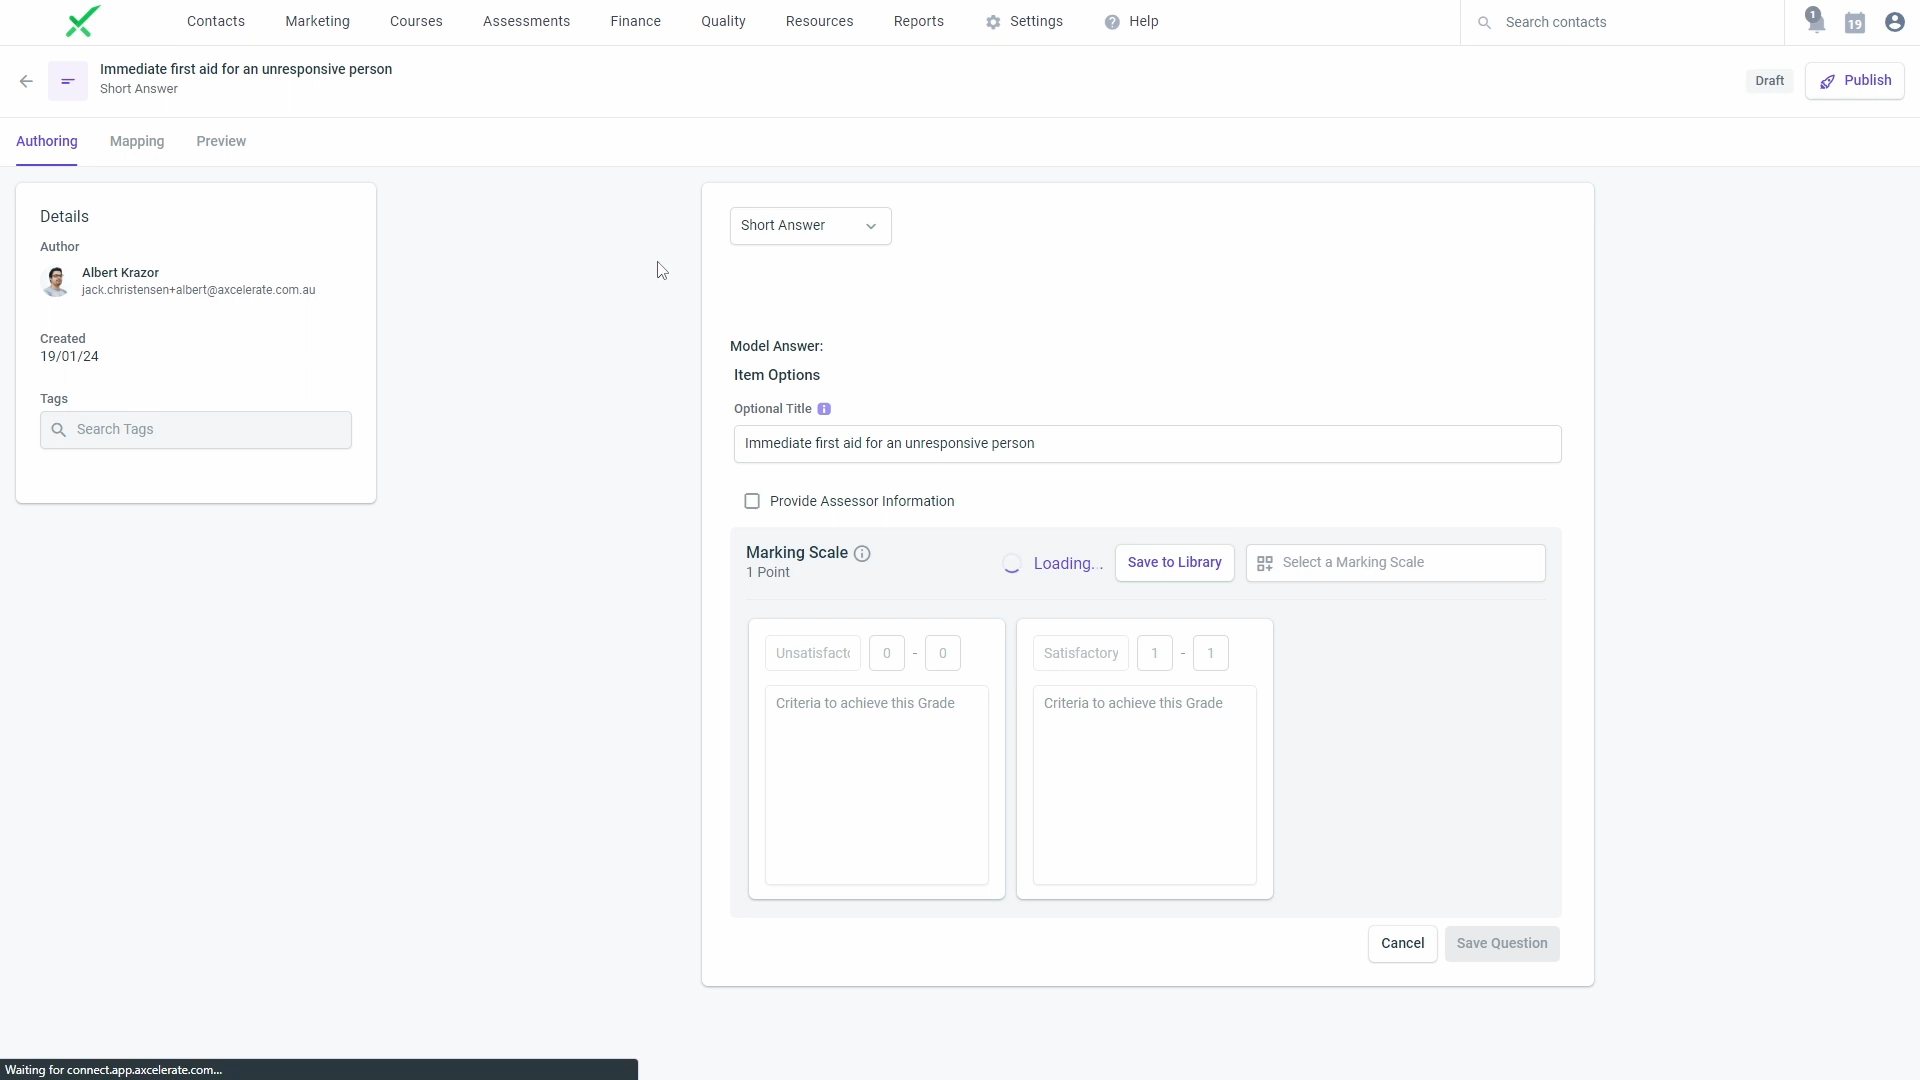 Contacts
Marketing
Courses
Assessments
Finance
Quality
Resources
Reports
Settings
Help
Search contacts
1
19
Immediate first aid for an unresponsive person
Short Answer
Draft
Publish
Authoring
Mapping
Preview
Details
Author
Albert Krazor
jack.christensen+albert@axcelerate.com.au
Created
19/01/24
Tags
Search Tags
Short Answer
Model Answer:
Item Options
Optional Title
Immediate first aid for an unresponsive person
Provide Assessor Information
Marking Scale
1 Point
Loading. .
Save to Library
Select a Marking Scale
Unsatisfacto
0 - 0
Criteria to achieve this Grade
Satisfactory
1 - 1
Criteria to achieve this Grade
Cancel
Save Question
Waiting for connect.app.axcelerate.com...